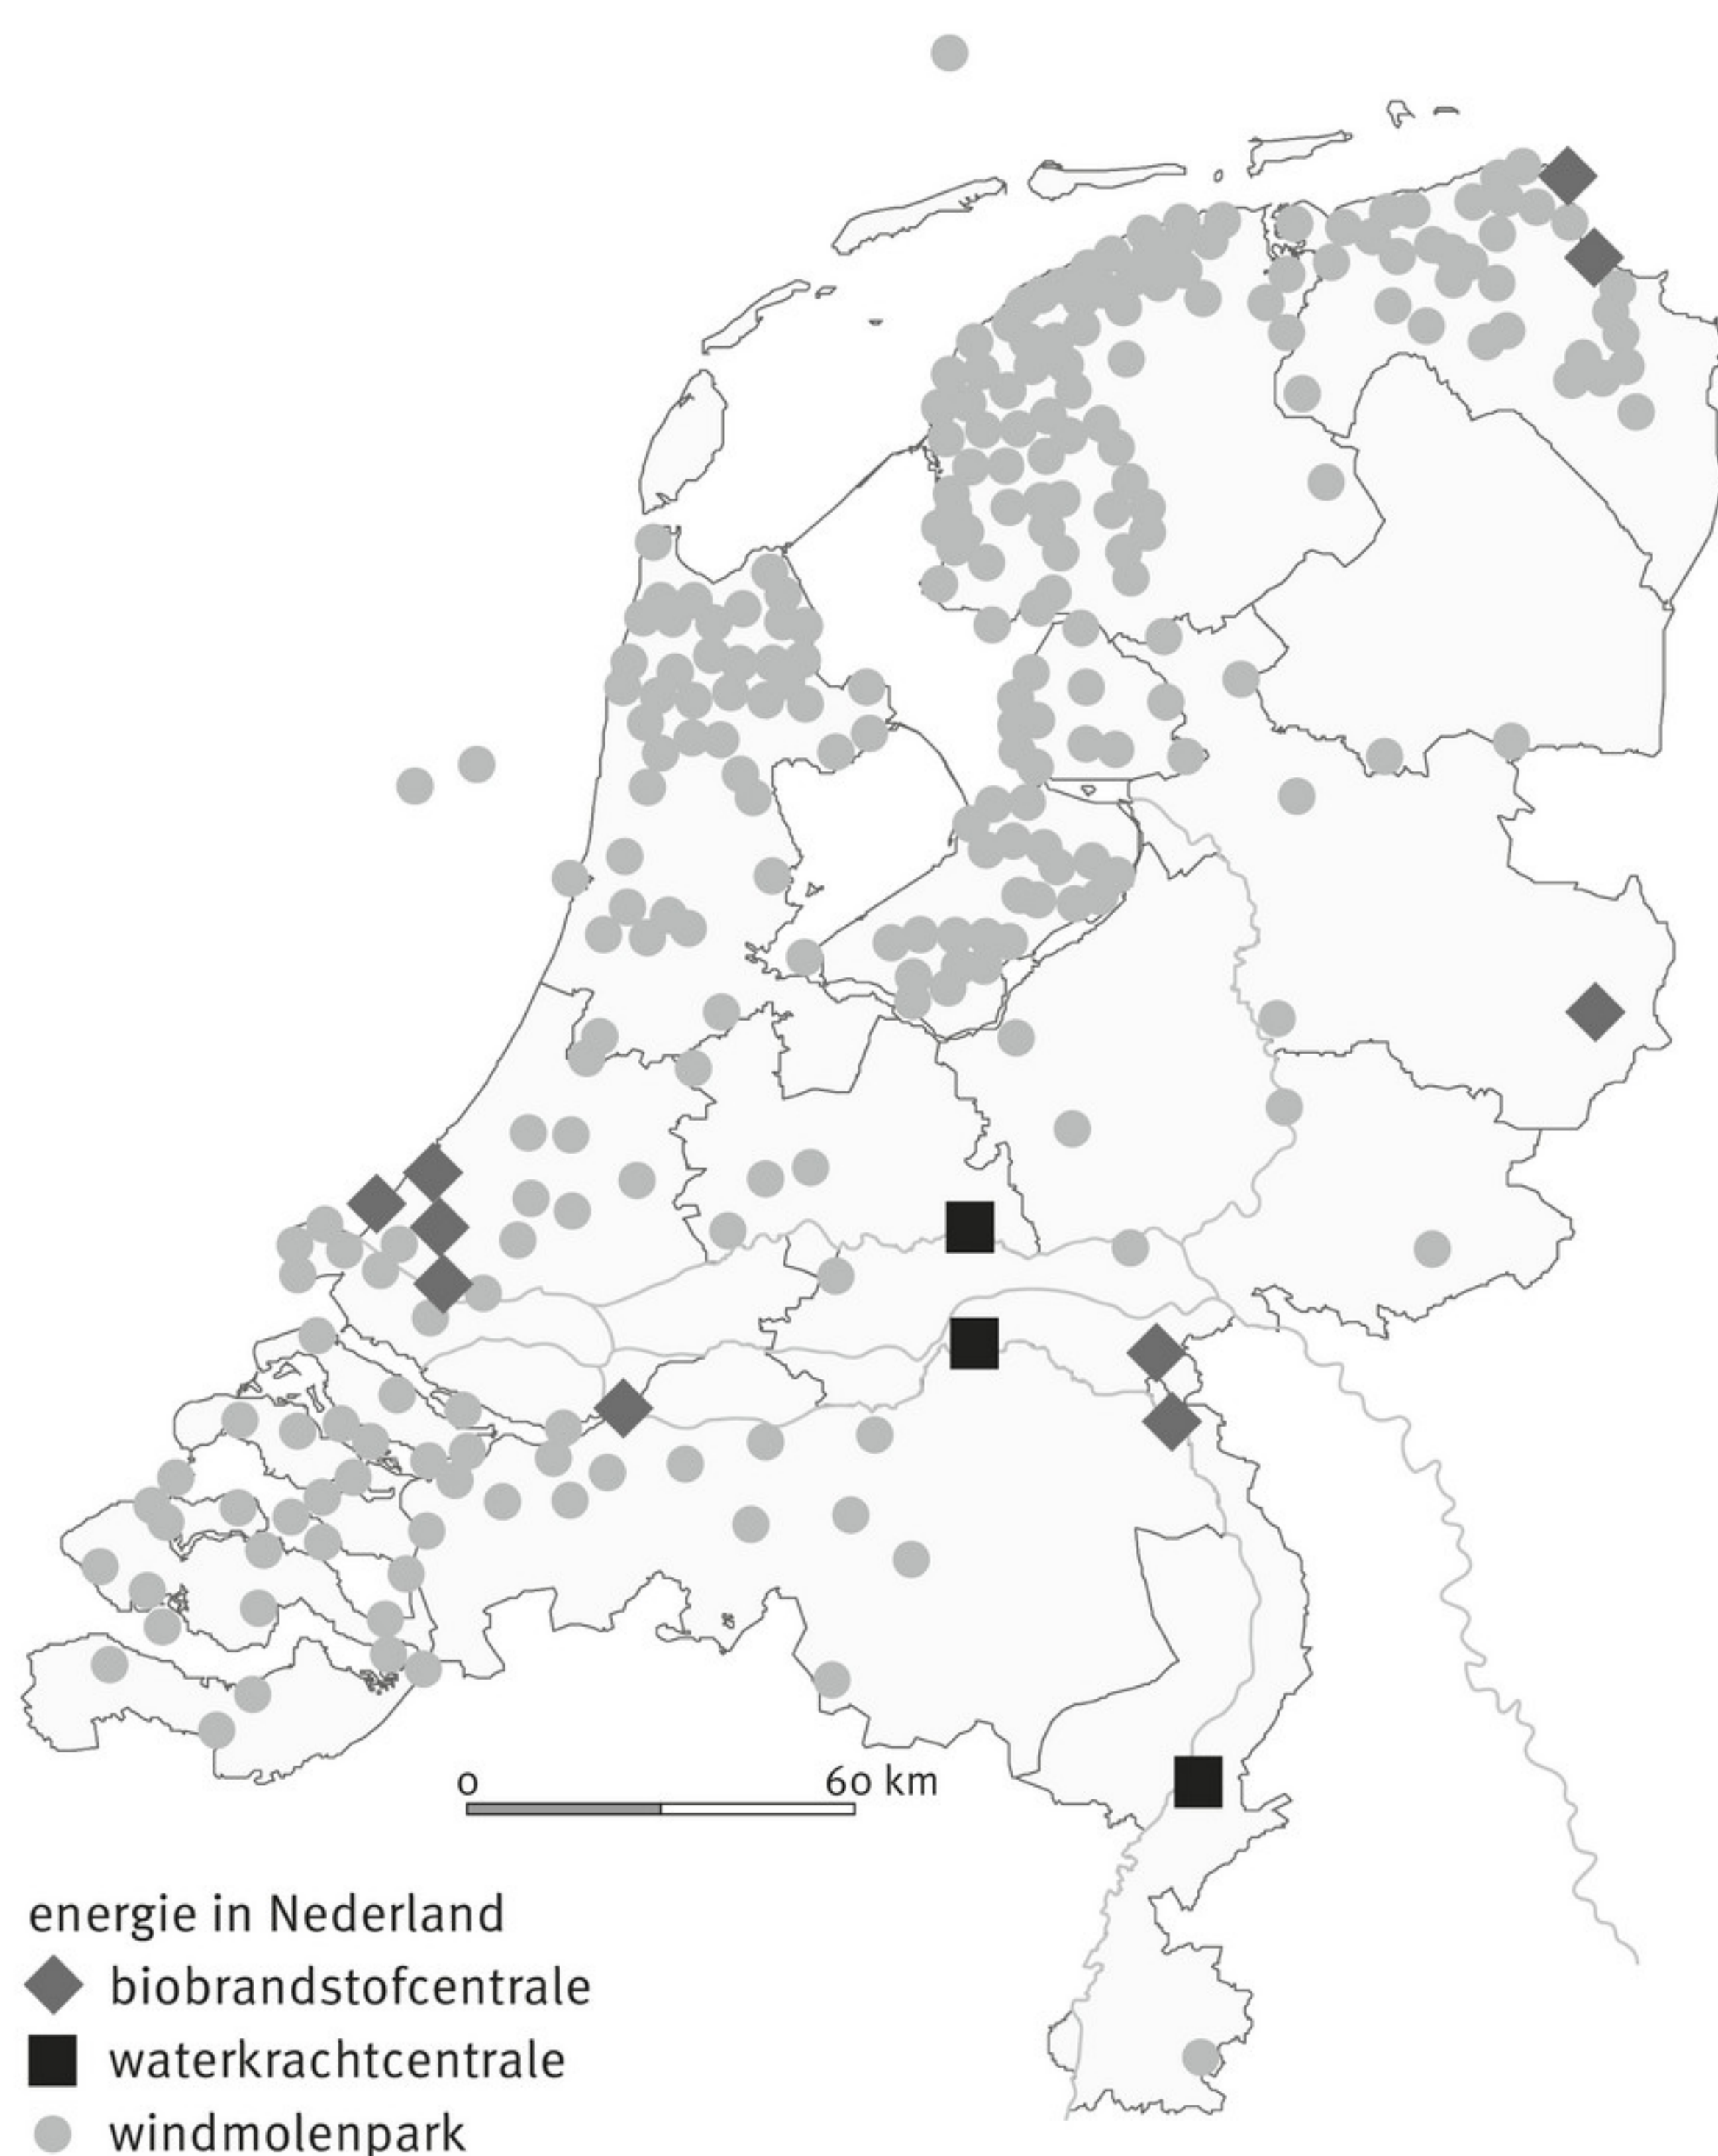 0 60 km
energie in Nederland
biobrandstofcentrale
waterkrachtcentrale
windmolenpark